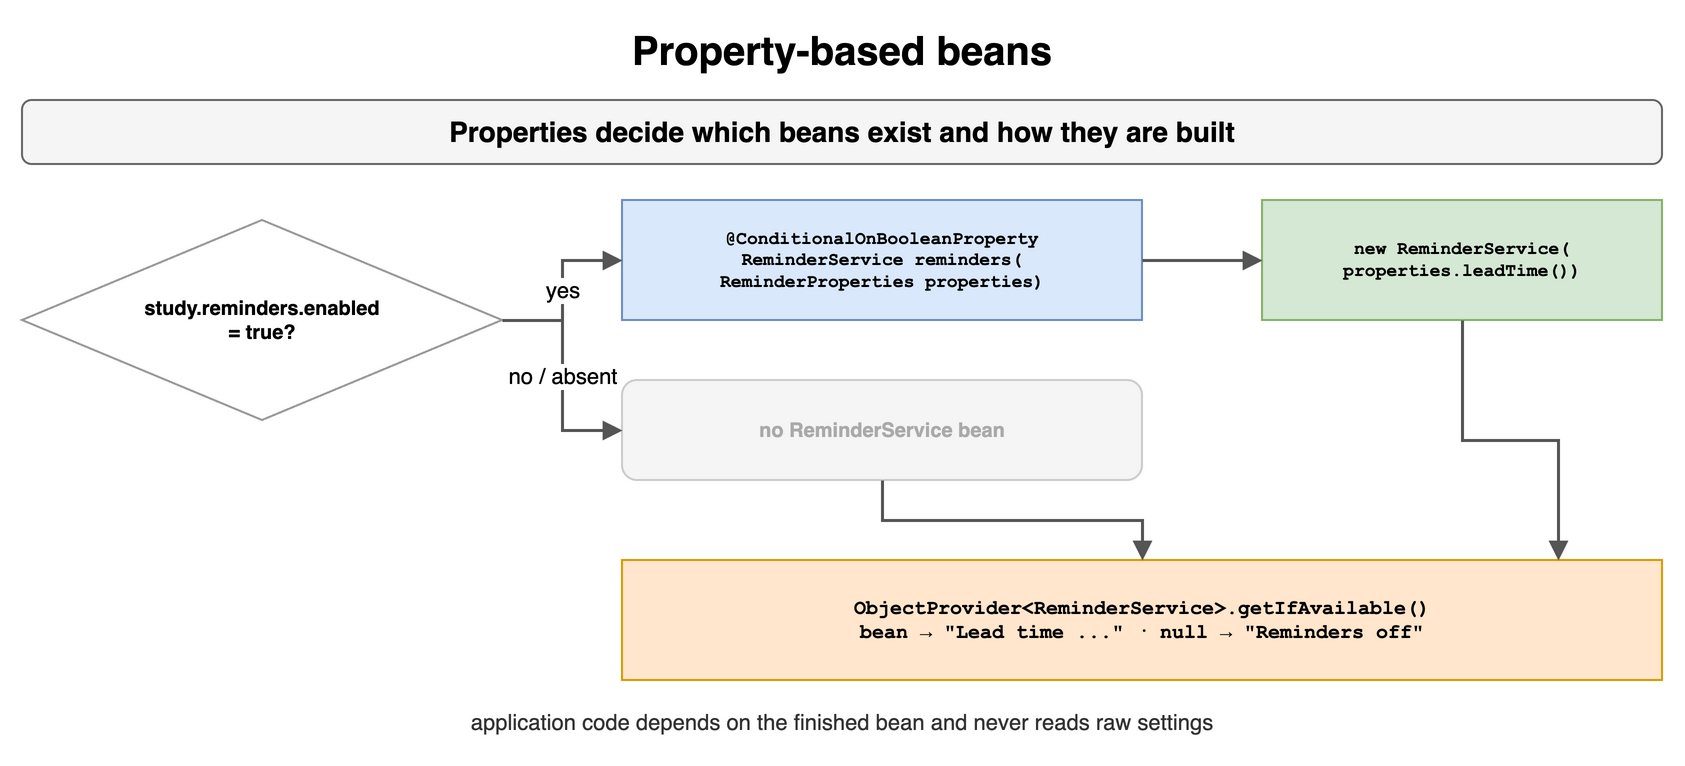 Property-based beans
Properties decide which beans exist and how they are built
study.reminders.enabled
= true?
yes
no / absent
@ConditionalOnBooleanProperty
ReminderService reminders(
ReminderProperties properties)
new ReminderService(
properties.leadTime())
no ReminderService bean
ObjectProvider<ReminderService>.getIfAvailable()
bean → "Lead time ..." · null → "Reminders off"
application code depends on the finished bean and never reads raw settings